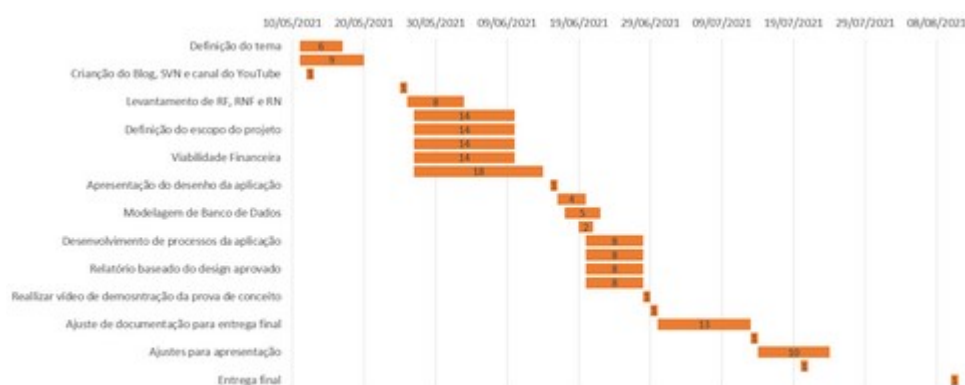 10/05/2021 20/05/2021 30/05/2021 09/06/2021 19/06/2021 29/06/2021 09/07/2021 19/07/2021 29/07/2021 08/08/2021
Definição do tema 6
9
Crianção do Blog, SVN e canal do YouTube 1
1
Levantamento de RF, RNF e RN 8
14
Definição do escopo do projeto 14
14
Viabilidade Financeira 14
18
Apresentação do desenho da aplicação 1
4
Modelagem de Banco de Dados 5
2
Desenvolvimento de processos da aplicação 8
8
Relatório baseado do design aprovado 8
8
Reallizar vídeo de demosntração da prova de conceito 1
1
Ajuste de documentação para entrega final 13
1
Ajustes para apresentação 10
1
Entrega final 1